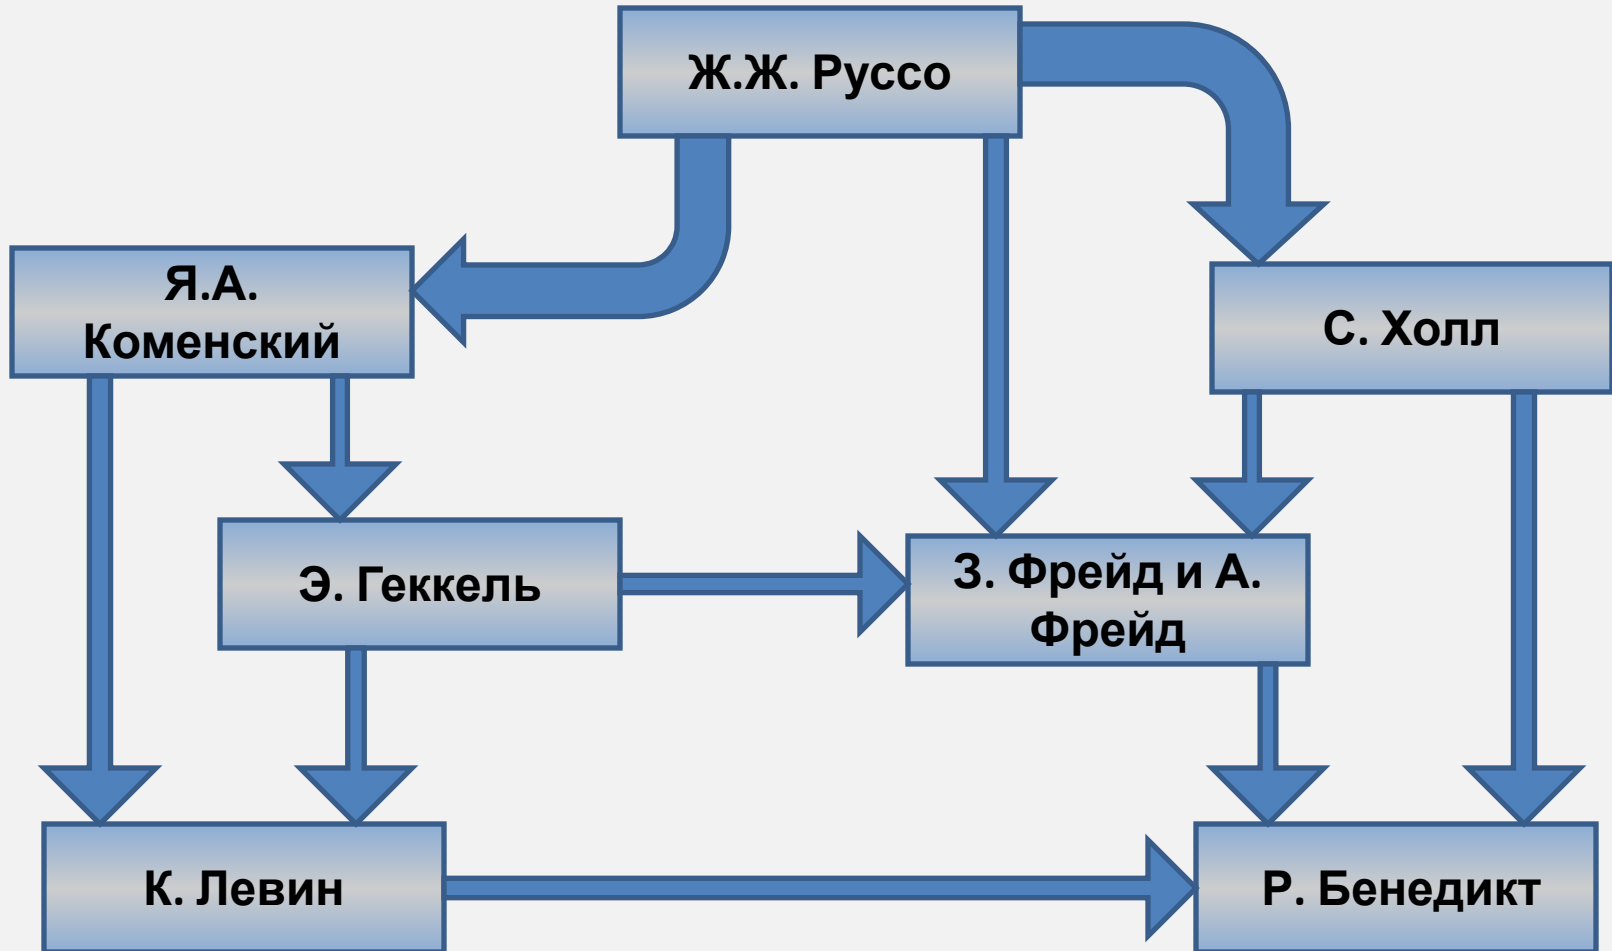 Ж.Ж. Руссо
Я.А.
Коменский
С. Холл
Э. Геккель
З. Фрейд и А.
Фрейд
К. Левин
Р. Бенедикт